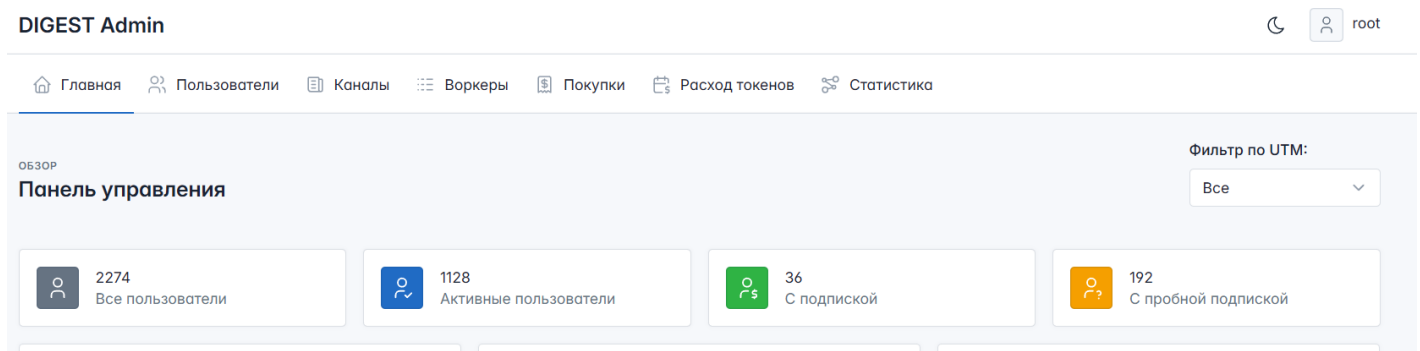 DIGEST Admin
root
Главная Пользователи Каналы Воркеры Покупки Расход токенов Статистика
ОБЗОР
Панель управления
Фильтр по UTM:
Все
2274
Все пользователи
1128
Активные пользователи
36
С подпиской
192
С пробной подпиской